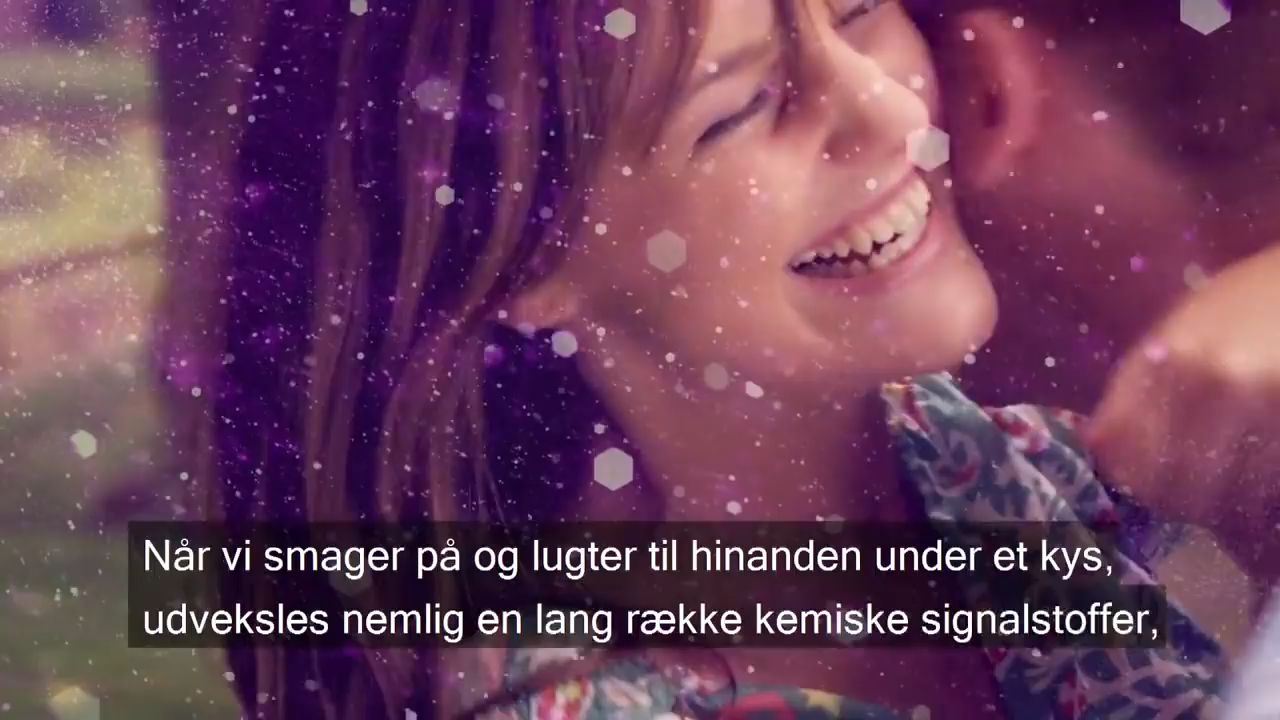 Når vi smager på og lugter til hinanden under et kys,
udveksles nemlig en lang række kemiske signalstoffer,